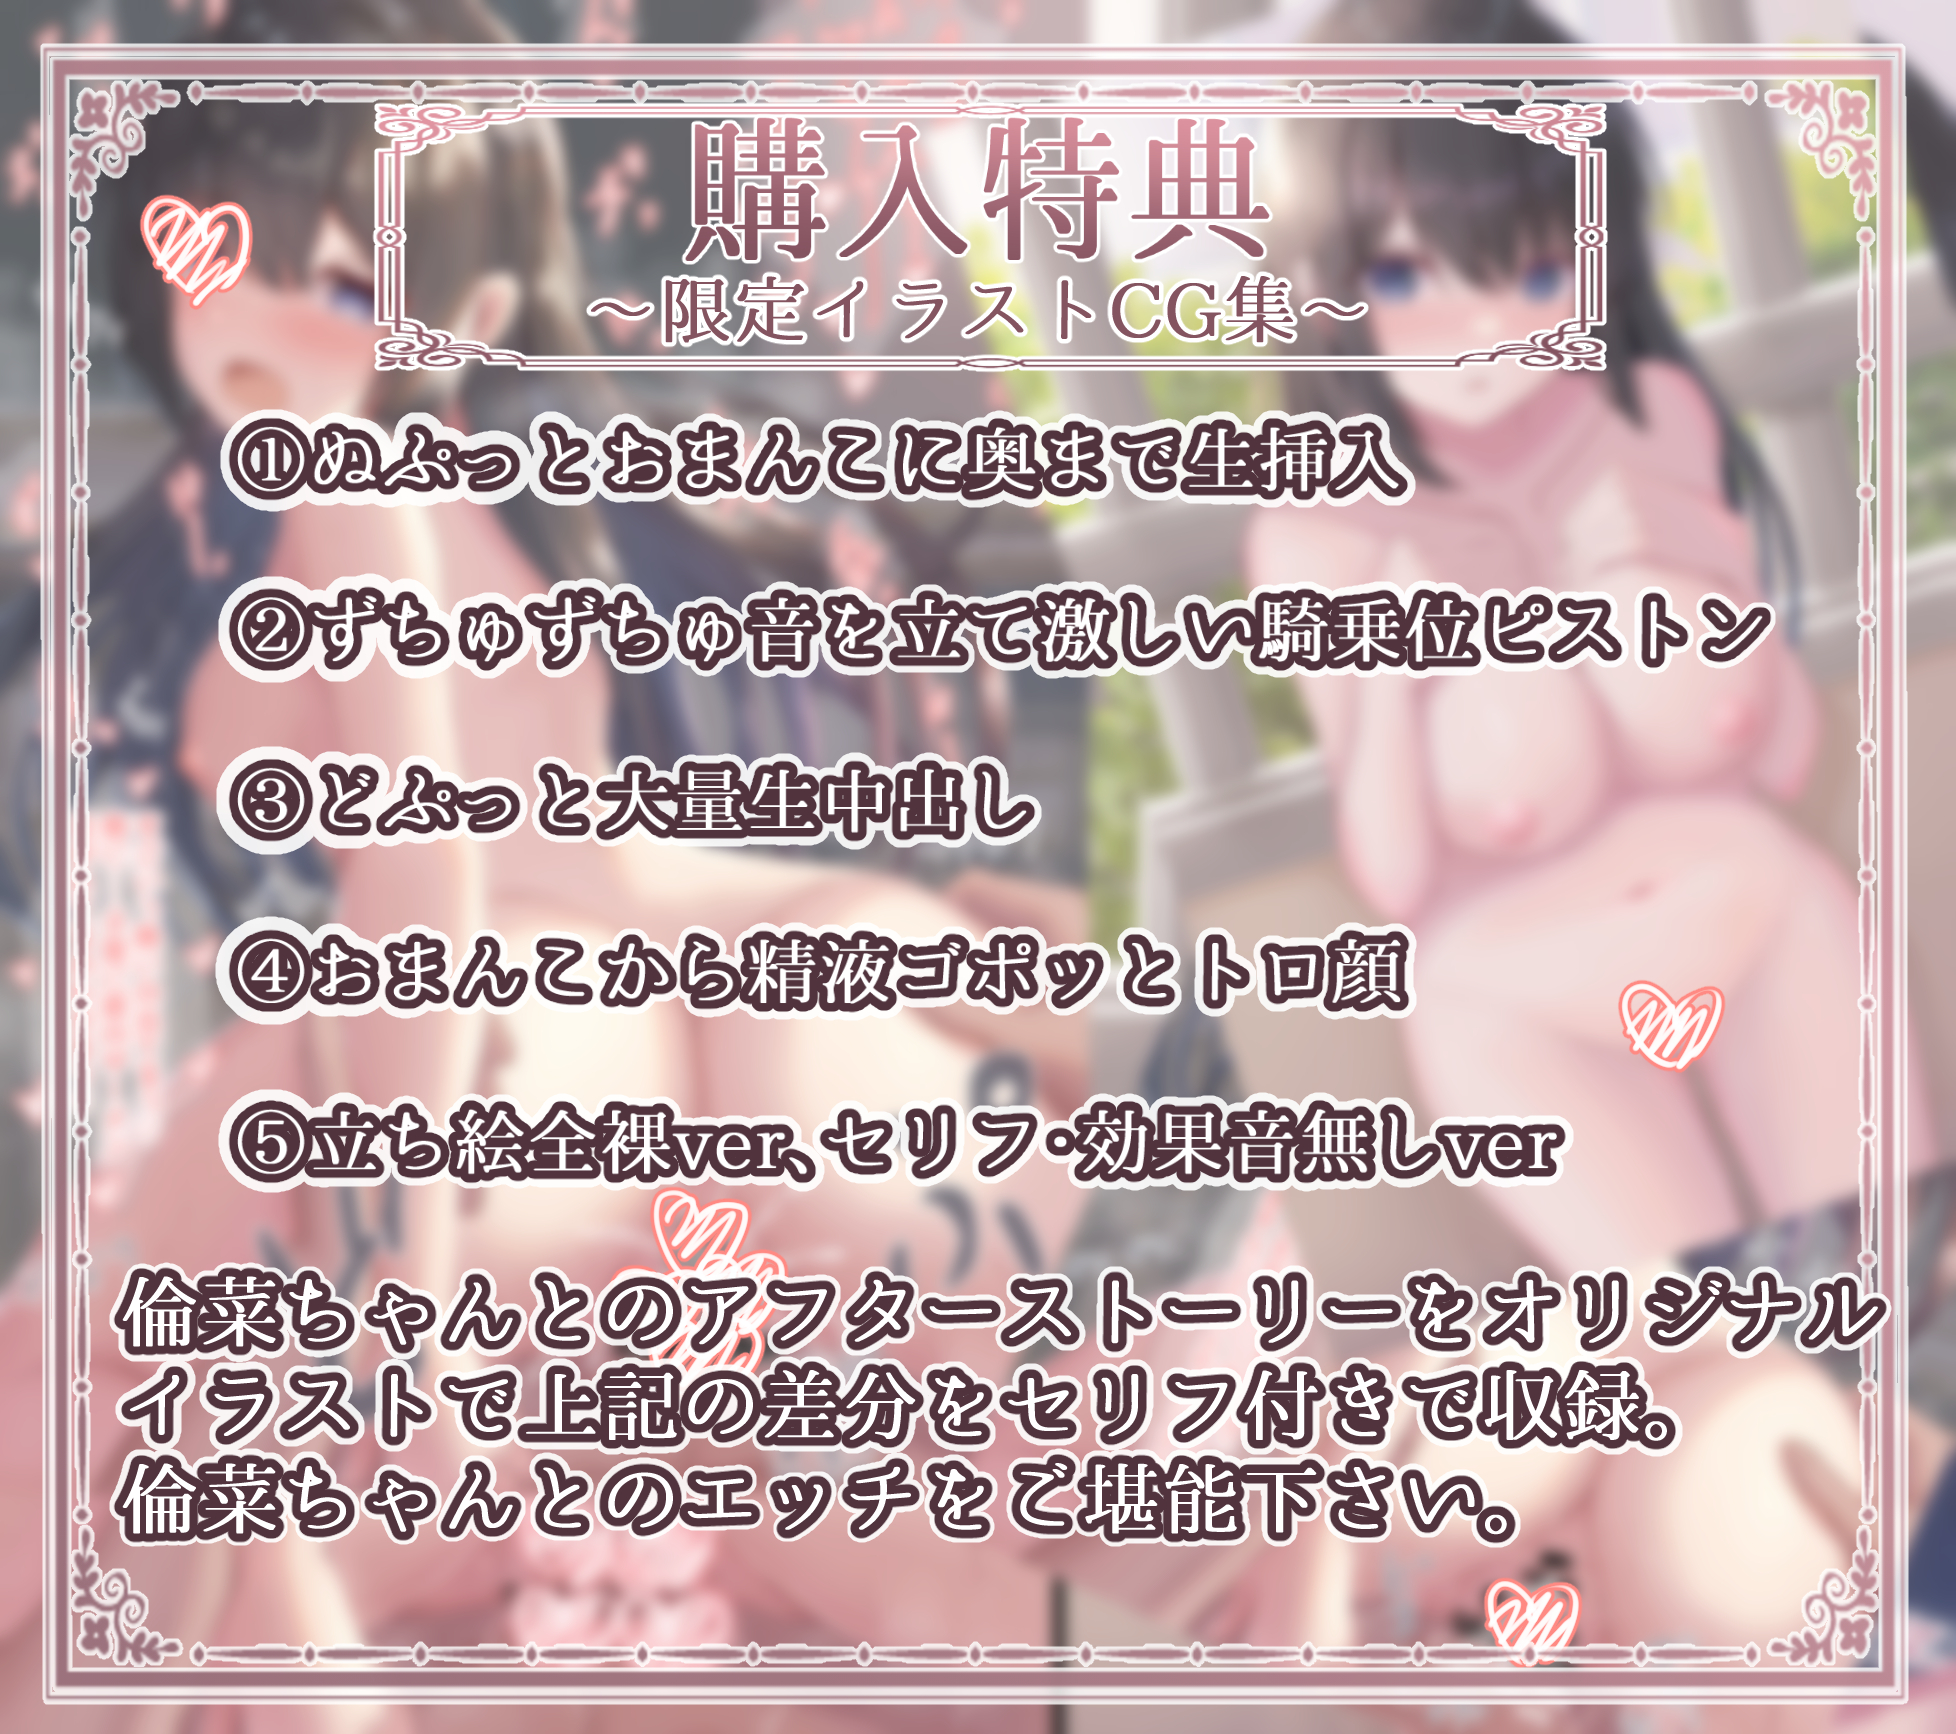 購入特典
～限定イラストCG集～
①ぬぷっとおまんこに奥まで生挿入
②ずちゅずちゅ音を立て激しい騎乗位ピストン
③どぷっと大量生中出し
④おまんこから精液ゴポッとトロ顔
⑤立ち絵全裸ver、セリフ･効果音無しver
倫菜ちゃんとのアフターストーリーをオリジナル
イラストで上記の差分をセリフ付きで収録。
倫菜ちゃんとのエッチをご堪能下さい。